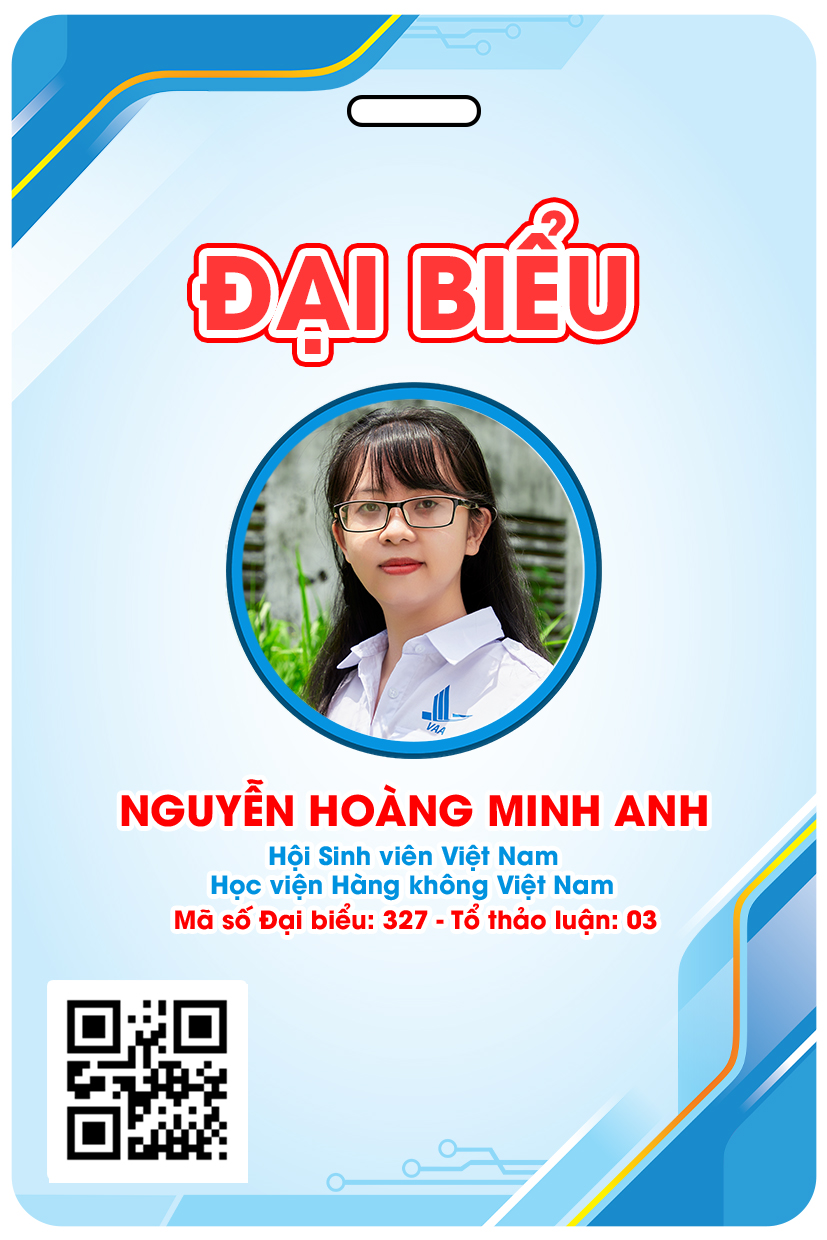 ĐẠI BIỂU
VAA
NGUYỄN HOÀNG MINH ANH
Hội Sinh viên Việt Nam
Học viện Hàng không Việt Nam
Mã số Đại biểu: 327 - Tổ thảo luận: 03